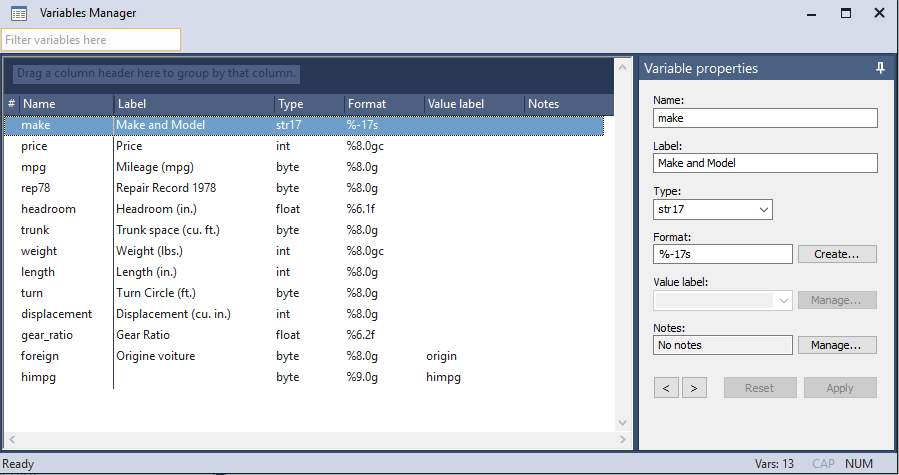 Variables Manager
Filter variables here
Drag a column header here to group by that column.
# Name Label Type Format Value label Notes
make Make and Model str17 %-17s
price Price int %8.0gc
mpg Mileage (mpg) byte %8.0g
rep78 Repair Record 1978 byte %8.0g
headroom Headroom (in.) float %6.1f
trunk Trunk space (cu. ft.) byte %8.0g
weight Weight (lbs.) int %8.0gc
length Length (in.) int %8.0g
turn Turn Circle (ft.) byte %8.0g
displacement Displacement (cu. in.) int %8.0g
gear_ratio Gear Ratio float %6.2f
foreign Origine voiture byte %8.0g origin
himpg byte %9.0g himpg
Variable properties
Name:
make
Label:
Make and Model
Type:
str17
Format:
%-17s Create...
Value label:
Manage...
Notes:
No notes Manage...
< > Reset Apply
Ready Vars: 13 CAP NUM